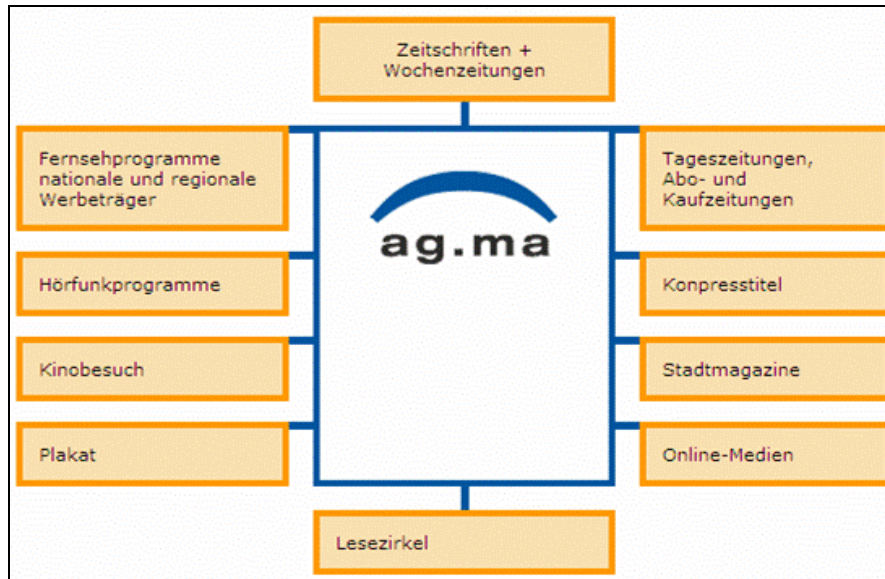 Zeitschriften +
Wochenzeitungen
Fernsehprogramme
nationale und regionale
Werbeträger
Tageszeitungen,
Abo- und
Kaufzeitungen
ag.ma
Hörfunkprogramme
Konpresstitel
Kinobesuch
Stadtmagazine
Plakat
Online-Medien
Lesezirkel